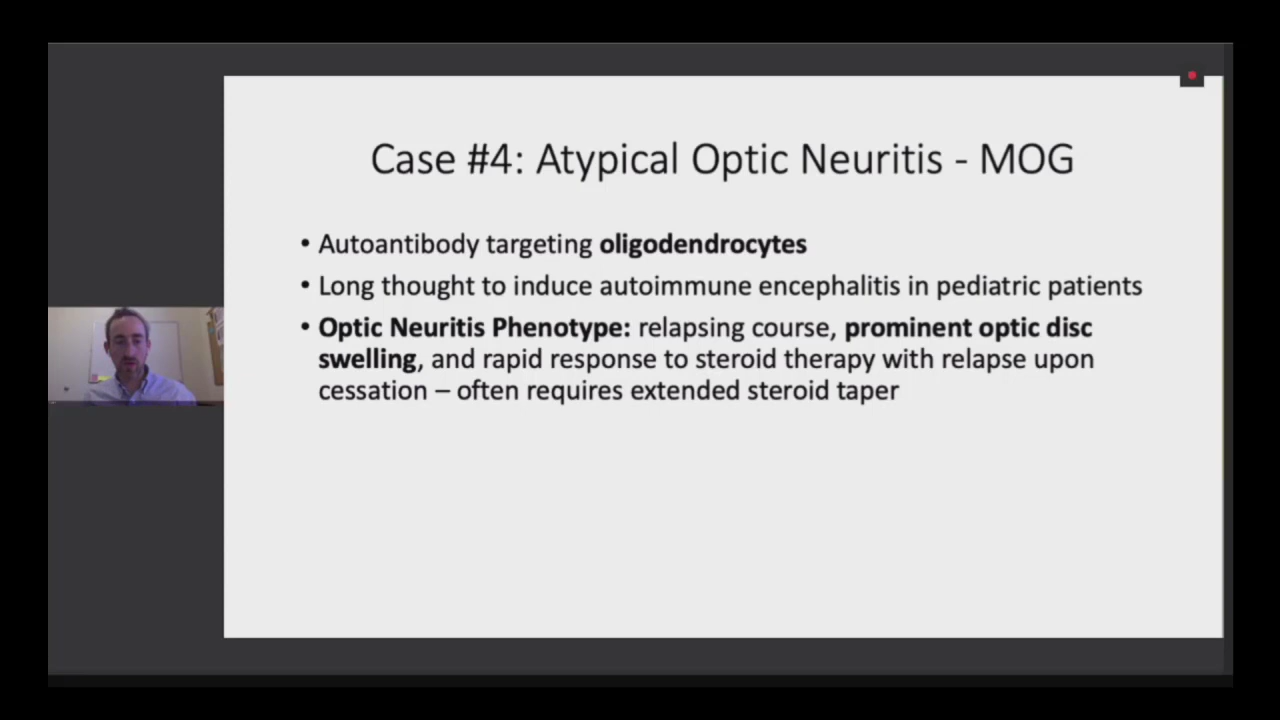 Case #4: Atypical Optic Neuritis - MOG
• Autoantibody targeting oligodendrocytes
• Long thought to induce autoimmune encephalitis in pediatric patients
• Optic Neuritis Phenotype: relapsing course, prominent optic disc
swelling, and rapid response to steroid therapy with relapse upon
cessation – often requires extended steroid taper